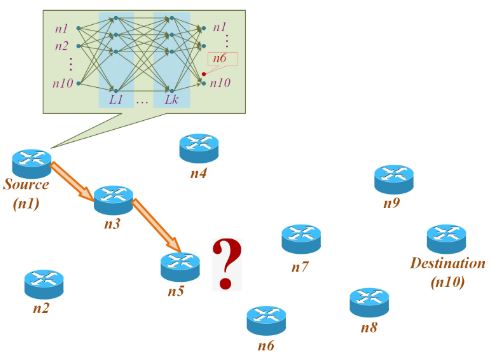 n1
n1
n2
n6
n10
n10
L1 ... Lk
n4
Source
(n1)
n9
n3
?
n7
Destination
(n10)
n5
n2
n8
n6